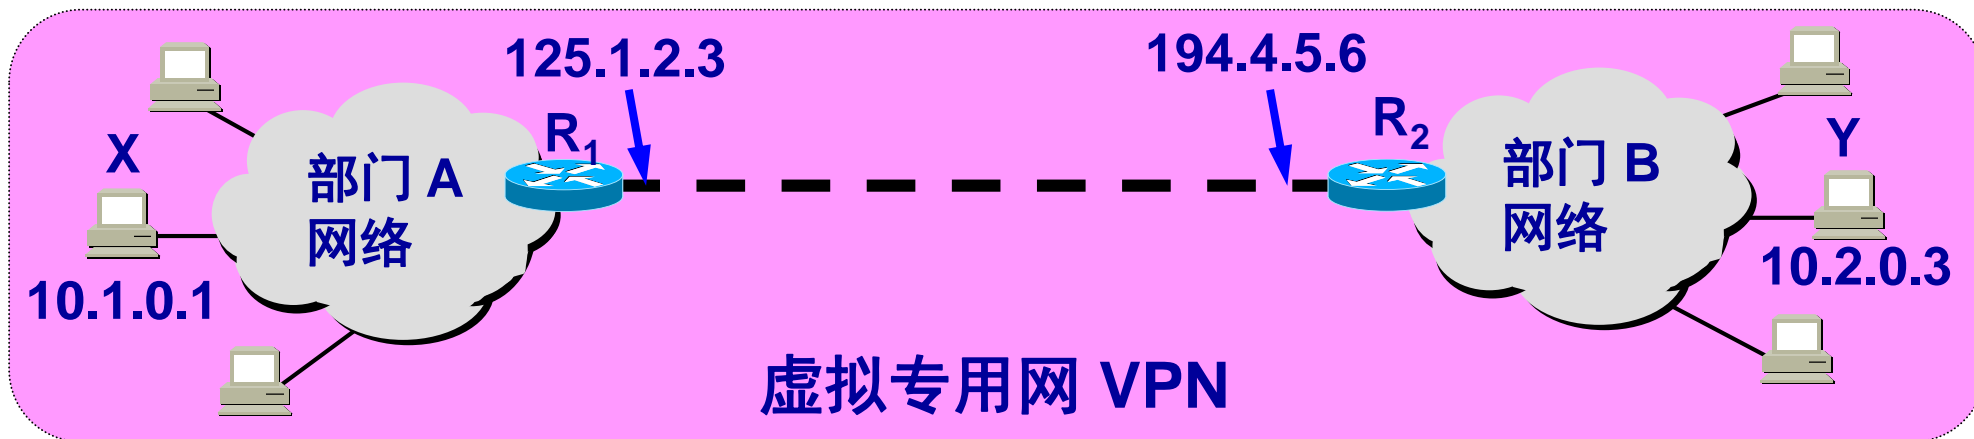 125.1.2.3
194.4.5.6
X
R1
R2
Y
部门 A
网络
部门 B
网络
10.1.0.1
10.2.0.3
虚拟专用网 VPN